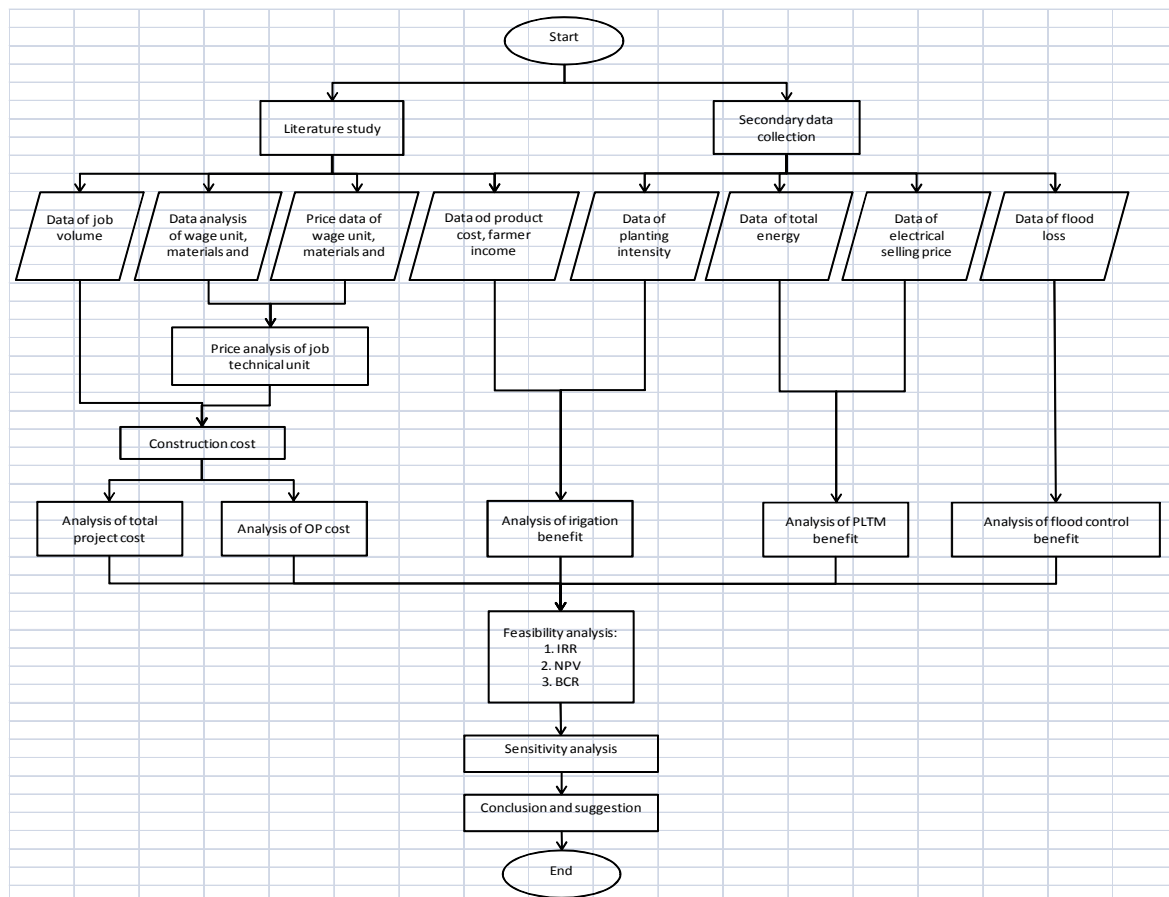 Start
Literature study
Secondary data
collection
Data of job
volume
Data analysis
of wage unit,
materials and
Price data of
wage unit,
materials and
Data od product
cost, farmer
income
Data of
planting
intensity
Data of total
energy
Data of
electrical
selling price
Data of flood
loss
Price analysis of job
technical unit
Construction cost
Analysis of total
project cost
Analysis of OP cost
Analysis of irigation
benefit
Analysis of PLTM
benefit
Analysis of flood control
benefit
Feasibility analysis:
1. IRR
2. NPV
3. BCR
Sensitivity analysis
Conclusion and suggestion
End